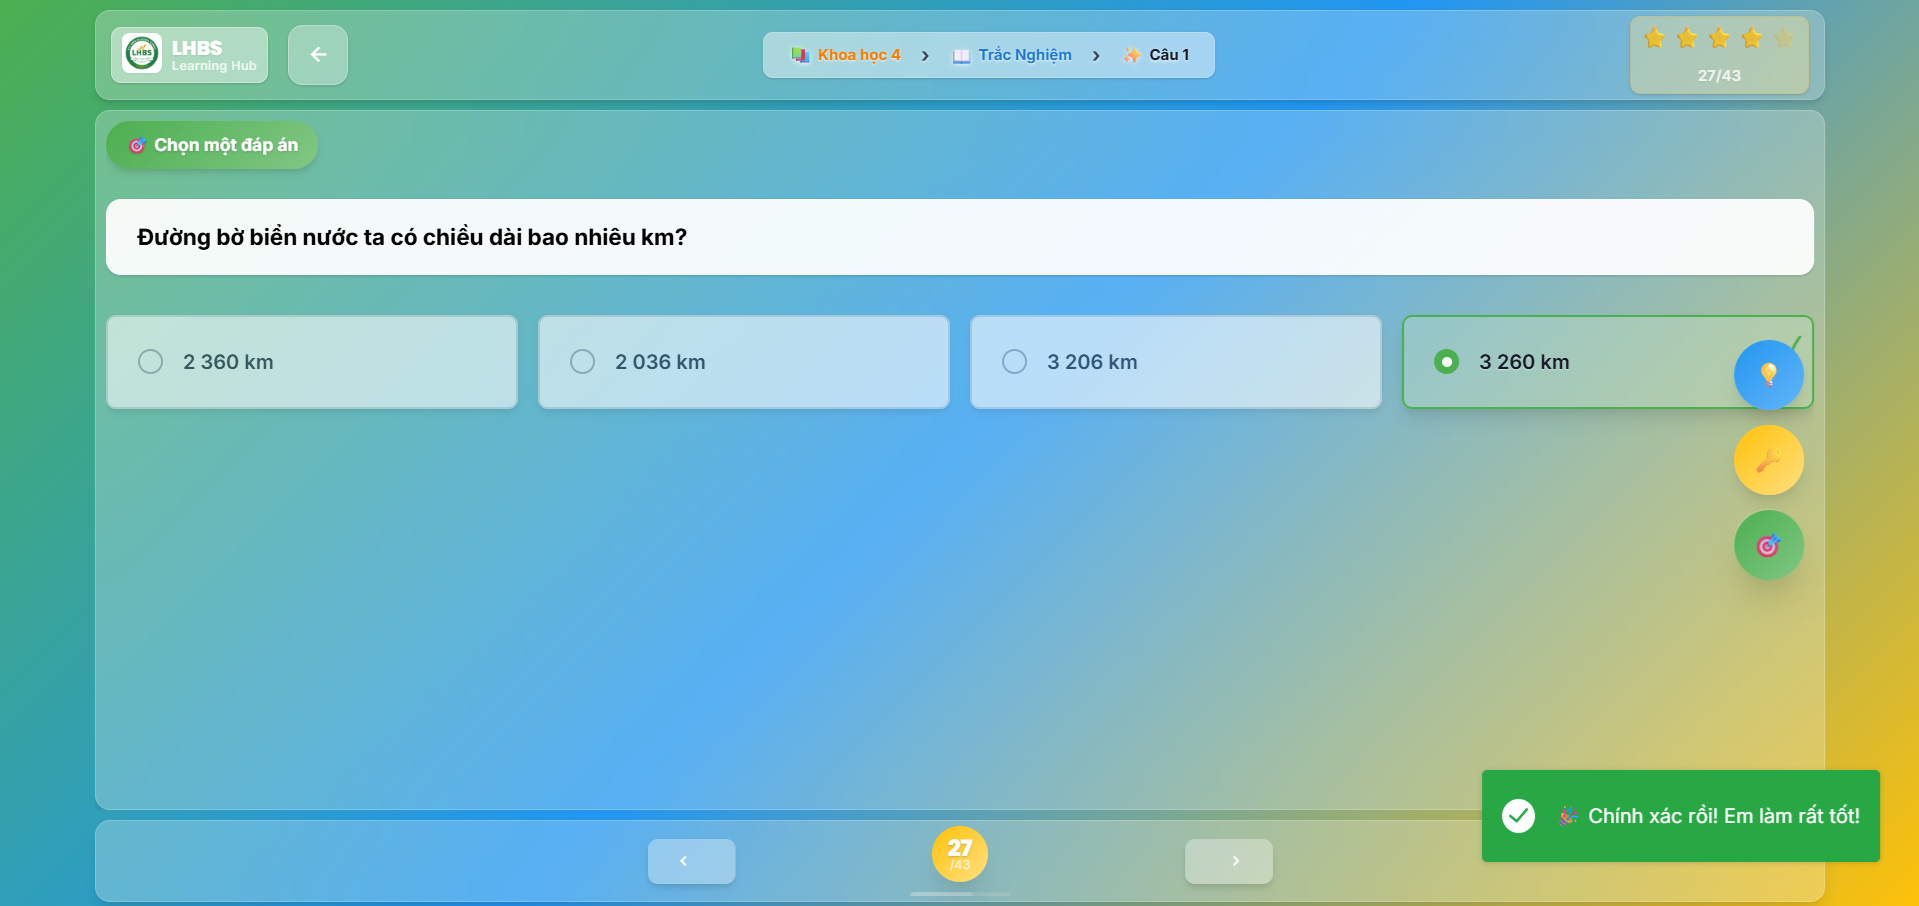 LHBS
LHBS
Learning Hub
Khoa học 4 › Trắc Nghiệm › Câu 1
27/43
Chọn một đáp án
Đường bờ biển nước ta có chiều dài bao nhiêu km?
2 360 km
2 036 km
3 206 km
3 260 km
Chính xác rồi! Em làm rất tốt!
27
/43